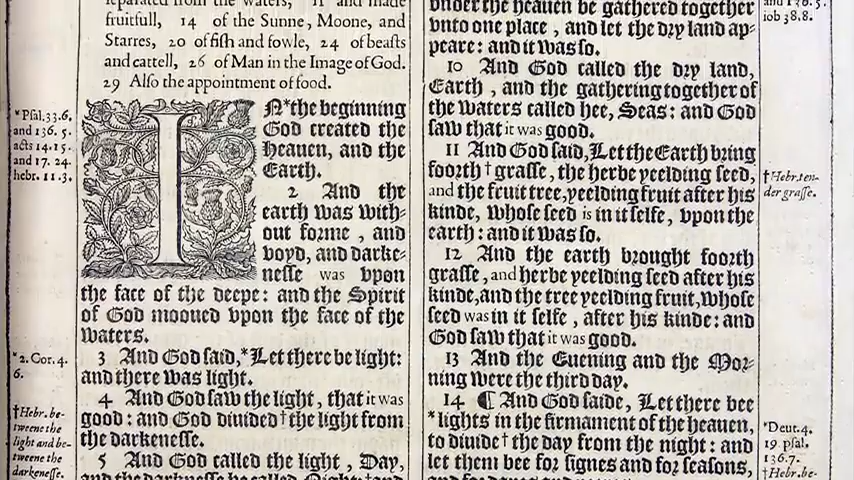 separated from the waters, 11 and made
fruitfull, 14 of the Sunne, Moone, and
Starres, 20 of fish and fowle, 24 of beasts
and cattell, 26 of Man in the Image of God.
29 Also the appointment of food.
*Psal.33.6.
and 136. 5.
acts 14.15.
and 17. 24.
hebr. 11.3.
IN*the beginning
God created the
Heauen, and the
Earth.
2 And the
earth was with-
out forme, and
voyd, and darke-
nesse was vpon
the face of the deepe: and the Spirit
of God mooued vpon the face of the
waters.
3 And God said,*Let there be light:
and there was light.
*2. Cor. 4.
6.
4 And God saw the light, that it was
good: and God diuided†the light from
the darkenesse.
†Hebr. be-
tweene the
light and be-
tweene the
darkenesse.
5 And God called the light, Day,
and the darknesse he called Night: †and
vnder the heauen be gathered together
vnto one place, and let the dry land ap-
peare: and it was so.
iob 38.8.
10 And God called the dry land,
Earth, and the gathering together of
the waters called hee, Seas: and God
saw that it was good.
11 And God said, Let the Earth bring
foorth†grasse, the herbe yeelding seed,
and the fruit tree, yeelding fruit after his
kinde, whose seed is in it selfe, vpon the
earth: and it was so.
†Hebr.ten-
der grasse.
12 And the earth brought foorth
grasse, and herbe yeelding seed after his
kinde, and the tree yeelding fruit, whose
seed was in it selfe, after his kinde: and
God saw that it was good.
13 And the Euening and the Mor-
ning were the third day.
14 ¶ And God saide, Let there bee
*lights in the firmament of the heauen,
to diuide†the day from the night: and
let them bee for signes and for seasons,
*Deut.4.
19. psal.
136.7.
†Hebr.be-